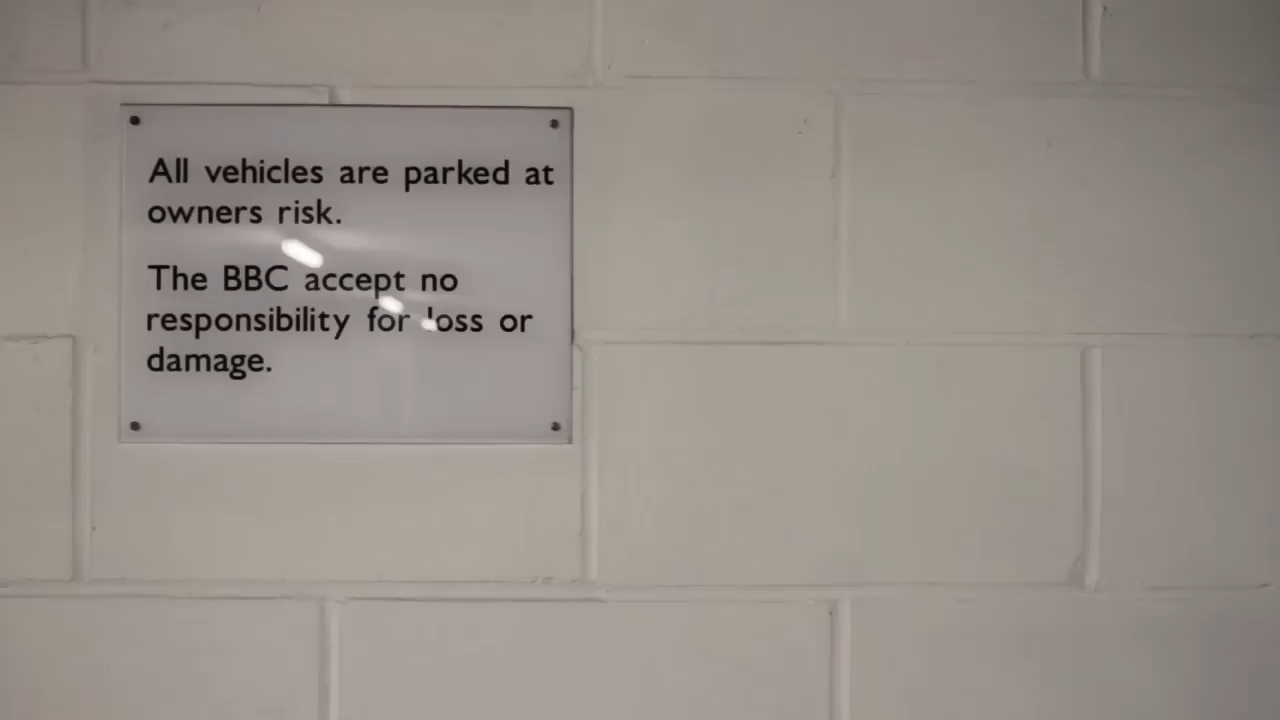 All vehicles are parked at
owners risk.
The BBC accept no
responsibility for loss or
damage.